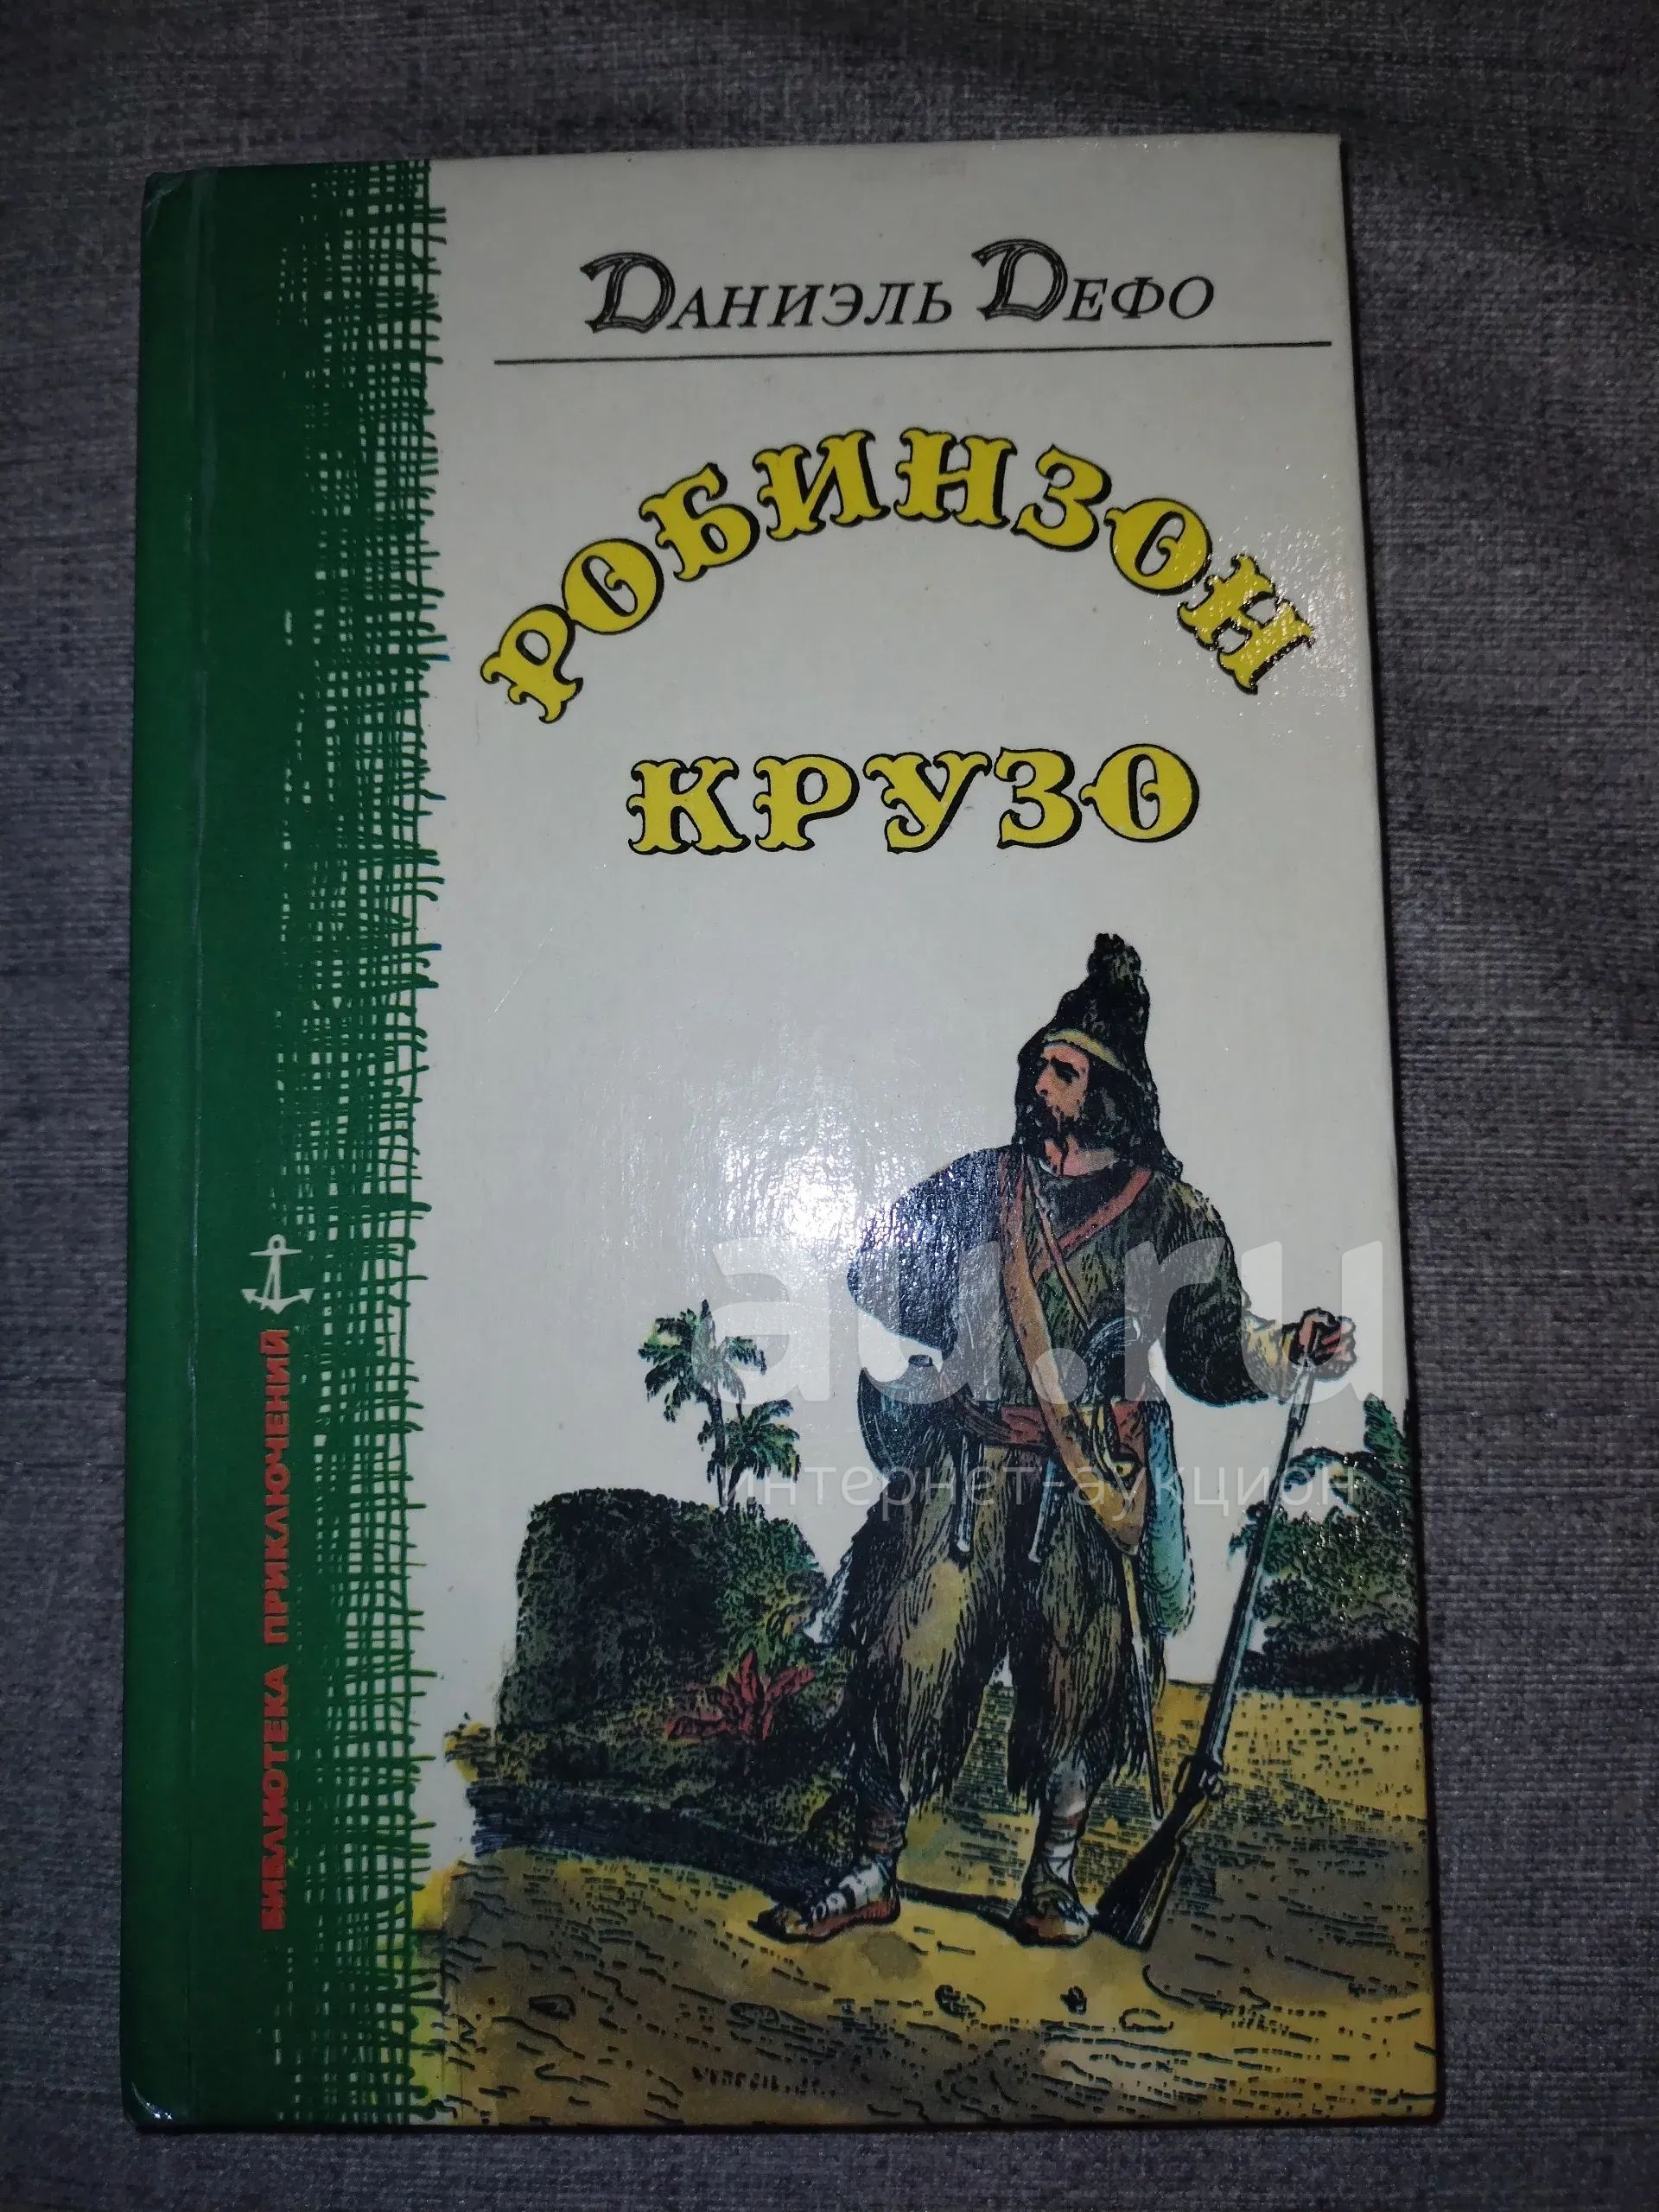 Даниэль Дефо
РОБИНЗОН
КРУЗО
БИБЛИОТЕКА ПРИКЛЮЧЕНИЙ
au.ru
интернет-аукцион